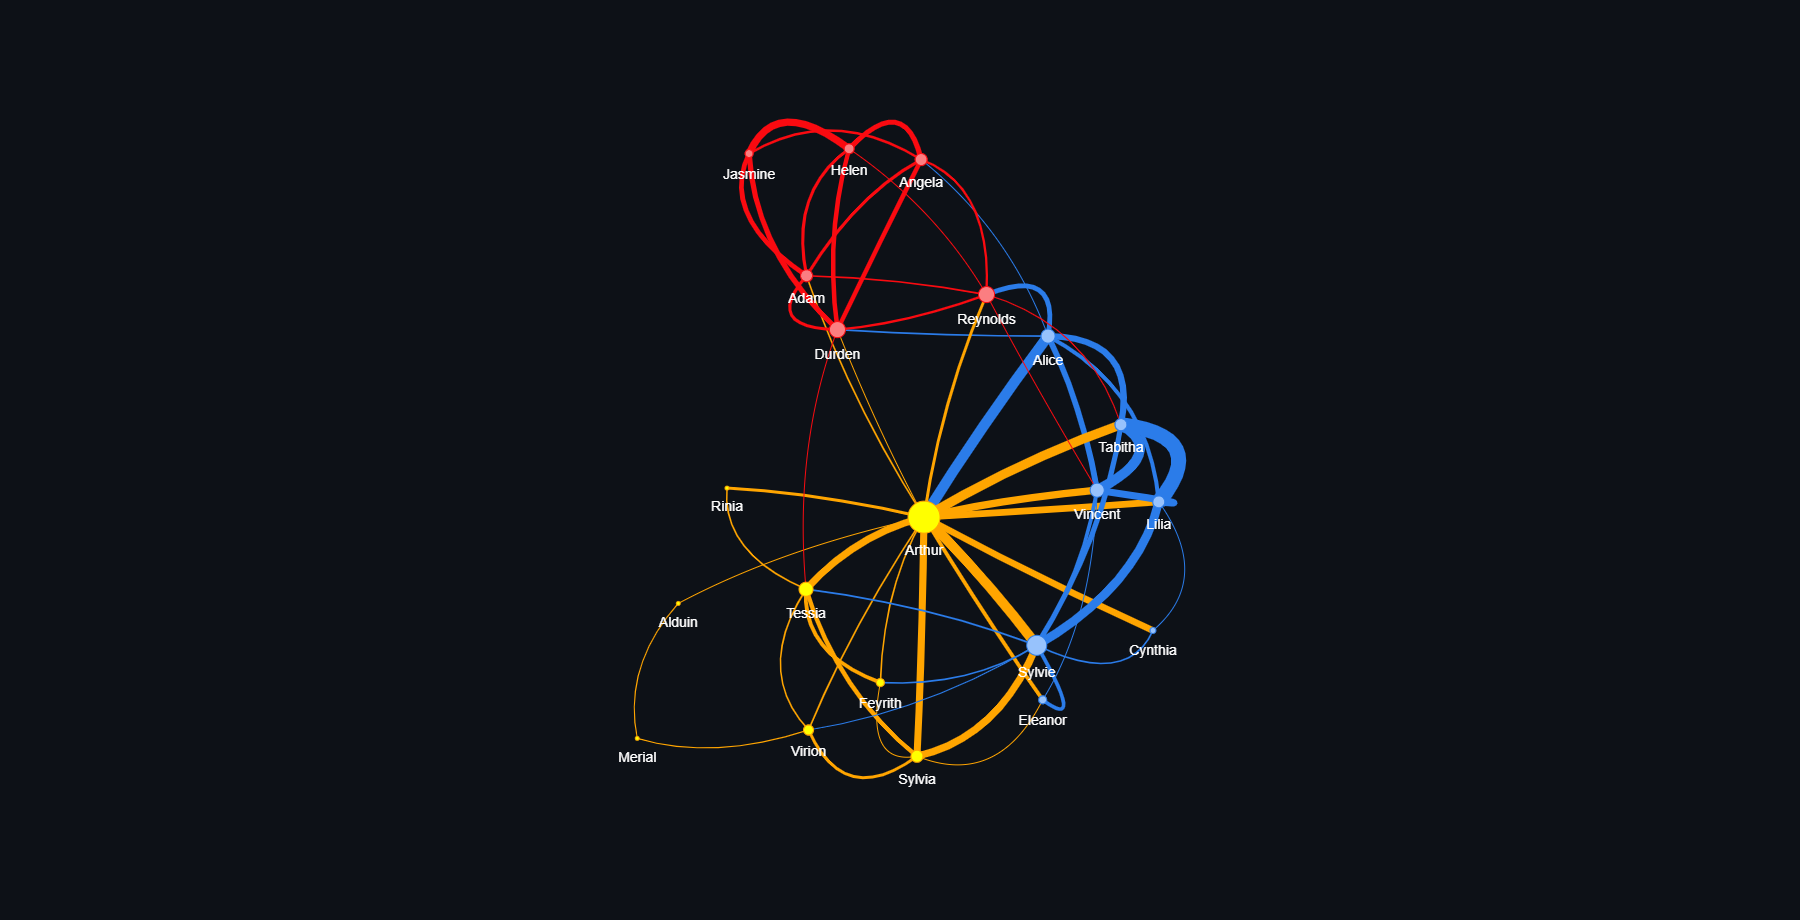 Jasmine
Helen
Angela
Adam
Reynolds
Durden
Alice
Tabitha
Rinia
Vincent
Lilia
Arthur
Tessia
Alduin
Cynthia
Sylvie
Feyrith
Eleanor
Virion
Merial
Sylvia